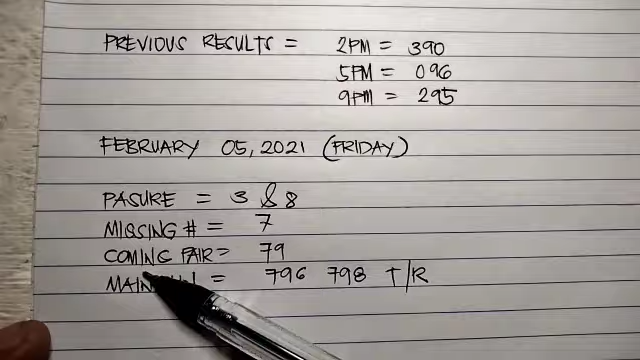 PREVIOUS RESULTS = 2PM = 390
5PM = 096
9PM = 295
FEBRUARY 05, 2021 (FRIDAY)
PASURE = 3 & 8
MISSING # = 7
COMING PAIR = 79
= 796 798 T/R